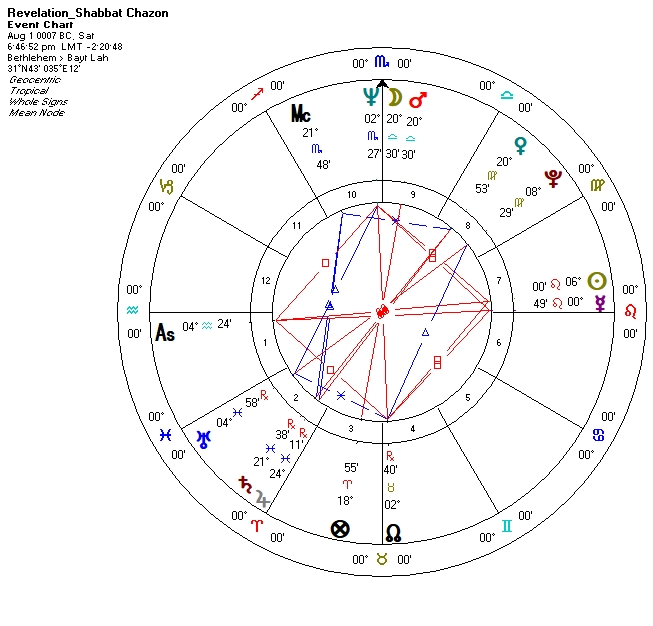 Revelation_Shabbat Chazon
Event Chart
Aug 1 0007 BC, Sat
6:46:52 pm LMT -2:20:48
Bethlehem > Bayt Lah
31°N43' 035°E12'
Geocentric
Tropical
Whole Signs
Mean Node
00° ♏ 00'
00° ♐ 00'
00° ♎ 00'
Mc
21°
♏
48'
♆ ☽ ♂
02° 20° 20°
♏ ♎ ♎
27' 30' 30'
♀
20°
♍
53'
♇
08°
♍
29'
00' ♑ 00°
00' ♍ 00°
10 9
11 8
12 7
1 6
2 5
3 4
00' ♌ 06° ☉
49' ♌ 00° ☿
00° ♒ 00'
00° ♌ 00'
As 04° ♒ 24'
♅ 04° ♓ 58' ℞
♄ 21° ♓ 38' ℞
♃ 24° ♓ 11' ℞
00° ♓ 00'
00° ♋ 00'
55'
♈
18°
⊗
℞
40'
♉
02°
☊
00° ♈ 00'
00° ♊ 00'
00° ♉ 00'